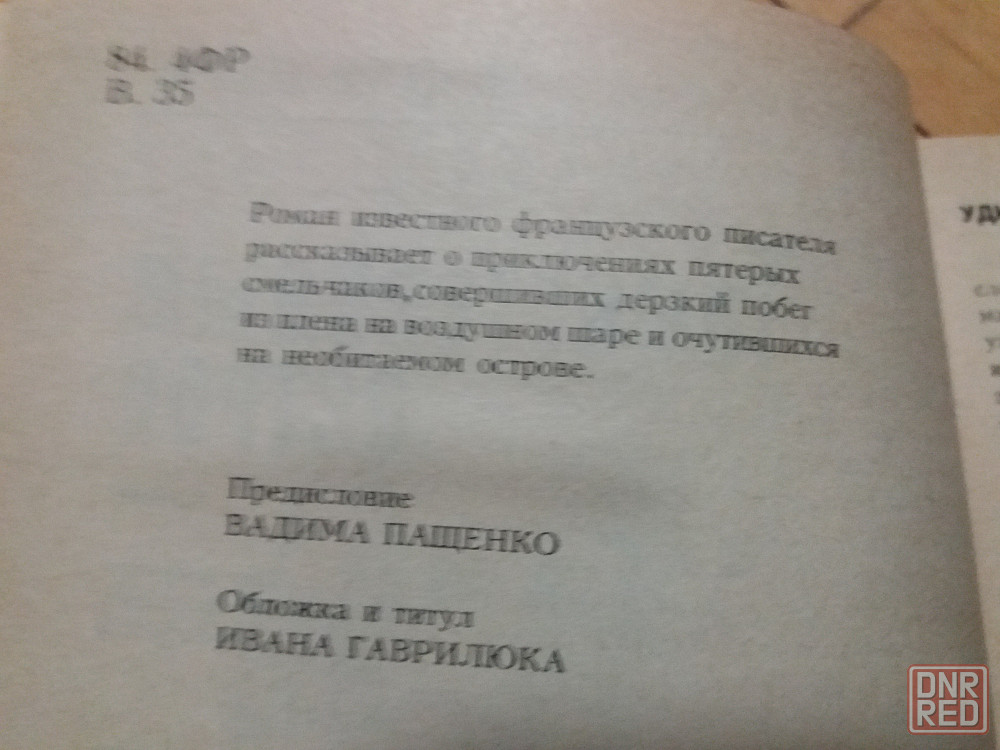 84. 4ФР
В. 35
Роман известного французского писателя
рассказывает о приключениях пятерых
смельчаков, совершивших дерзкий побег
из плена на воздушном шаре и очутившихся
на необитаемом острове.
Предисловие
ВАДИМА ПАЩЕНКО
Обложка и титул
ИВАНА ГАВРИЛЮКА
DNR
RED